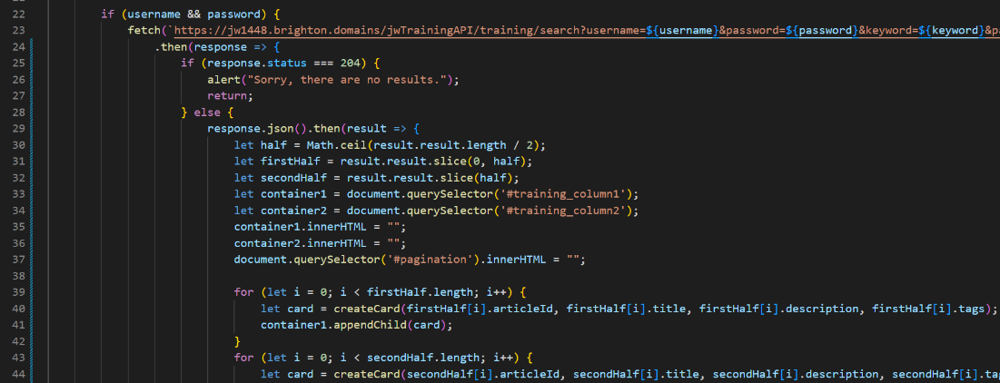 22 if (username && password) {
23 fetch(`https://jw1448.brighton.domains/jwTrainingAPI/training/search?username=${username}&password=${password}&keyword=${keyword}&pa
24 .then(response => {
25 if (response.status === 204) {
26 alert("Sorry, there are no results.");
27 return;
28 } else {
29 response.json().then(result => {
30 let half = Math.ceil(result.result.length / 2);
31 let firstHalf = result.result.slice(0, half);
32 let secondHalf = result.result.slice(half);
33 let container1 = document.querySelector('#training_column1');
34 let container2 = document.querySelector('#training_column2');
35 container1.innerHTML = "";
36 container2.innerHTML = "";
37 document.querySelector('#pagination').innerHTML = "";
38
39 for (let i = 0; i < firstHalf.length; i++) {
40 let card = createCard(firstHalf[i].articleId, firstHalf[i].title, firstHalf[i].description, firstHalf[i].tags);
41 container1.appendChild(card);
42 }
43 for (let i = 0; i < secondHalf.length; i++) {
44 let card = createCard(secondHalf[i].articleId, secondHalf[i].title, secondHalf[i].description, secondHalf[i].tag